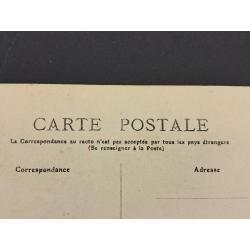 CARTE POSTALE
La Correspondance au recto n'est pas acceptée par tous les pays étrangers
(Se renseigner à la Poste)
Correspondance
Adresse